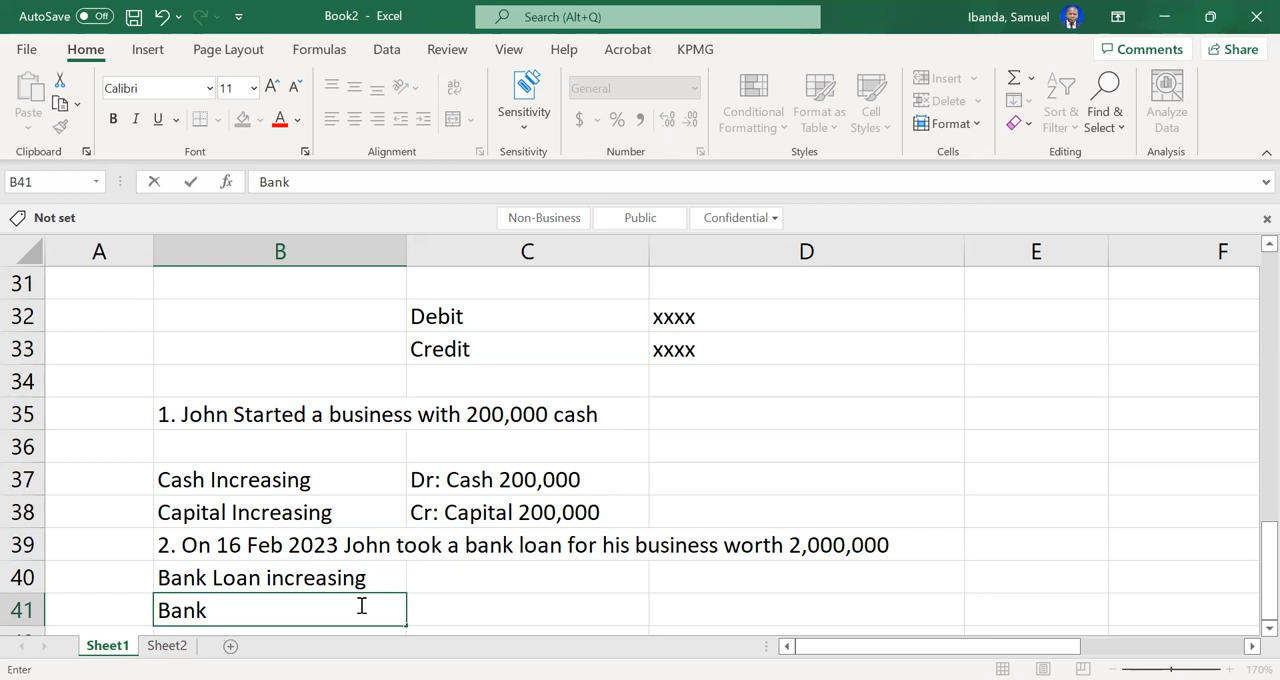 AutoSave Off Book2 - Excel Search (Alt+Q) Ibanda, Samuel
File Home Insert Page Layout Formulas Data Review View Help Acrobat KPMG Comments Share
Calibri 11 General Insert
Paste B I U A Sensitivity $ % Conditional Format as Cell Delete Sort & Find & Analyze
Formatting Table Styles Format Filter Select Data
Clipboard Font Alignment Sensitivity Number Styles Cells Editing Analysis
B41 fx Bank
Not set Non-Business Public Confidential
A B C D E F
31
32 Debit xxxx
33 Credit xxxx
34
35 1. John Started a business with 200,000 cash
36
37 Cash Increasing Dr: Cash 200,000
38 Capital Increasing Cr: Capital 200,000
39 2. On 16 Feb 2023 John took a bank loan for his business worth 2,000,000
40 Bank Loan increasing
41 Bank
Sheet1 Sheet2
Enter 170%